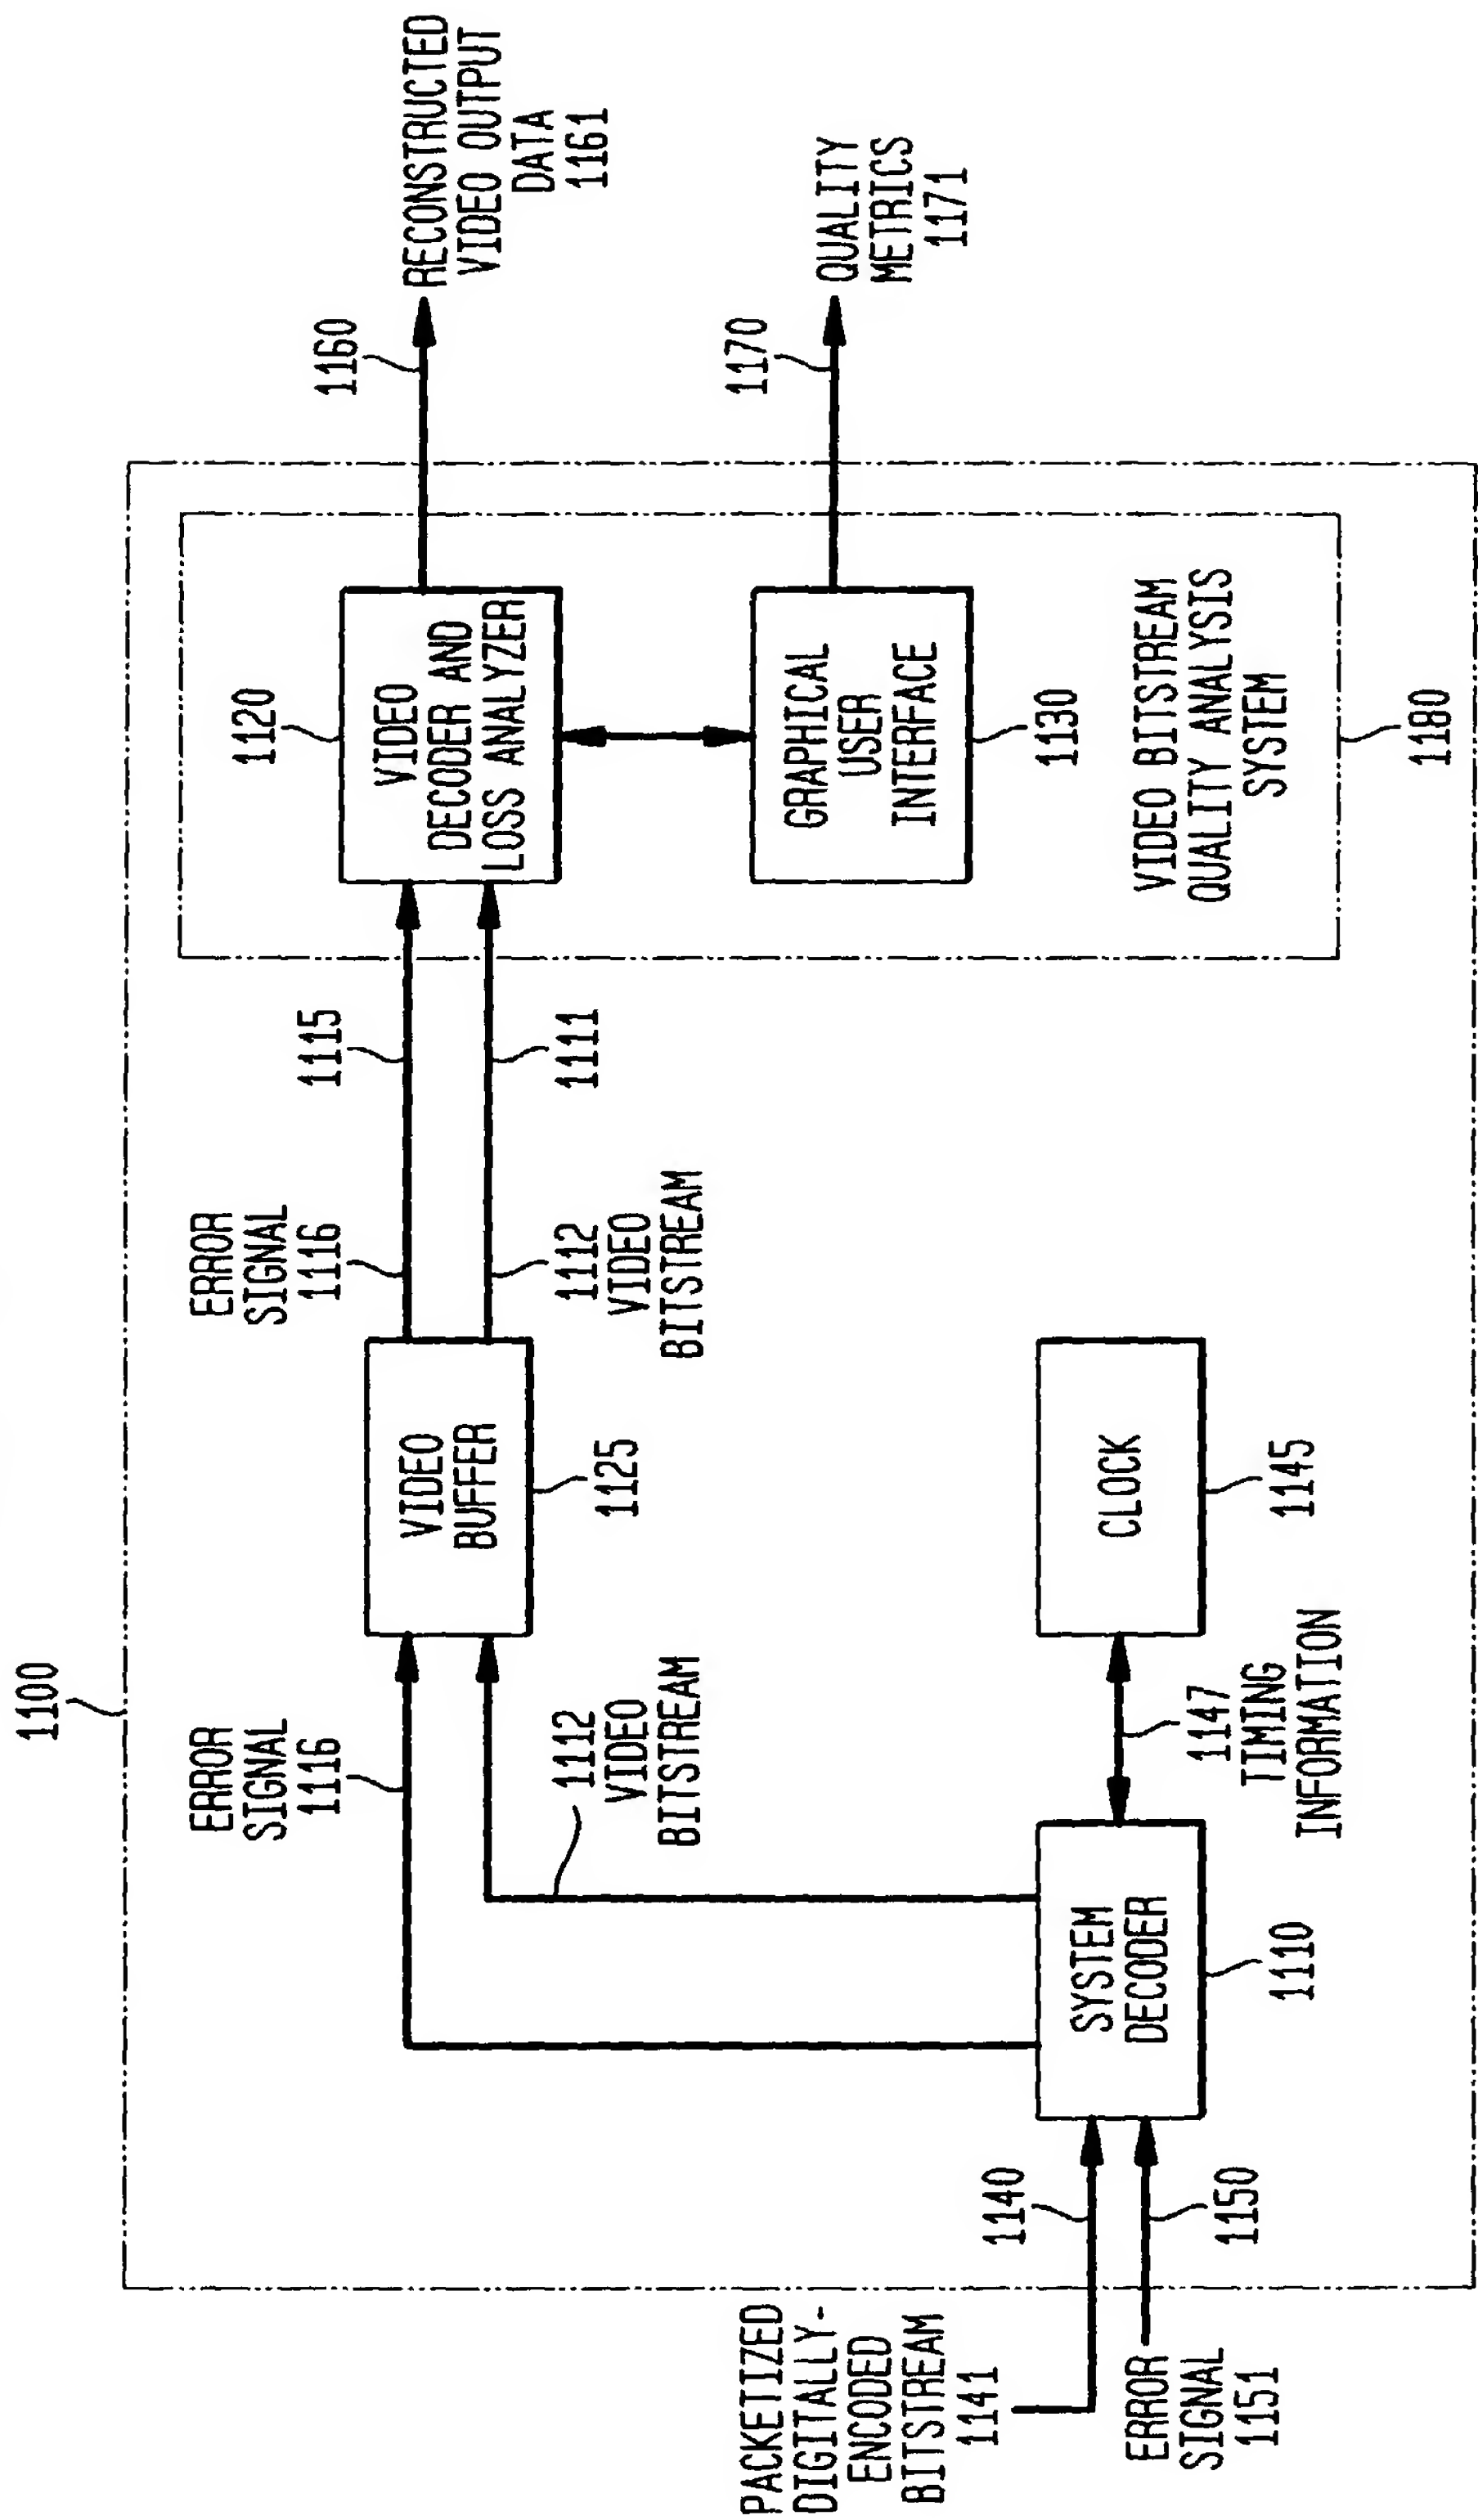 1100
ERROR
SIGNAL
1116
ERROR
SIGNAL
1116
1115
1120
1160
RECONSTRUCTED
VIDEO OUTPUT
DATA
1161
VIDEO
BUFFER
1125
VIDEO
DECODER AND
LOSS ANALYZER
1112
VIDEO
BITSTREAM
1112
VIDEO
BITSTREAM
1111
1170
QUALITY
METRICS
1171
GRAPHICAL
USER
INTERFACE
1130
PACKETIZED
DIGITALLY-
ENCODED
BITSTREAM
1141
1140
SYSTEM
DECODER
1110
1147
TIMING
INFORMATION
CLOCK
1145
VIDEO BITSTREAM
QUALITY ANALYSIS
SYSTEM
1180
ERROR
SIGNAL
1151
1150